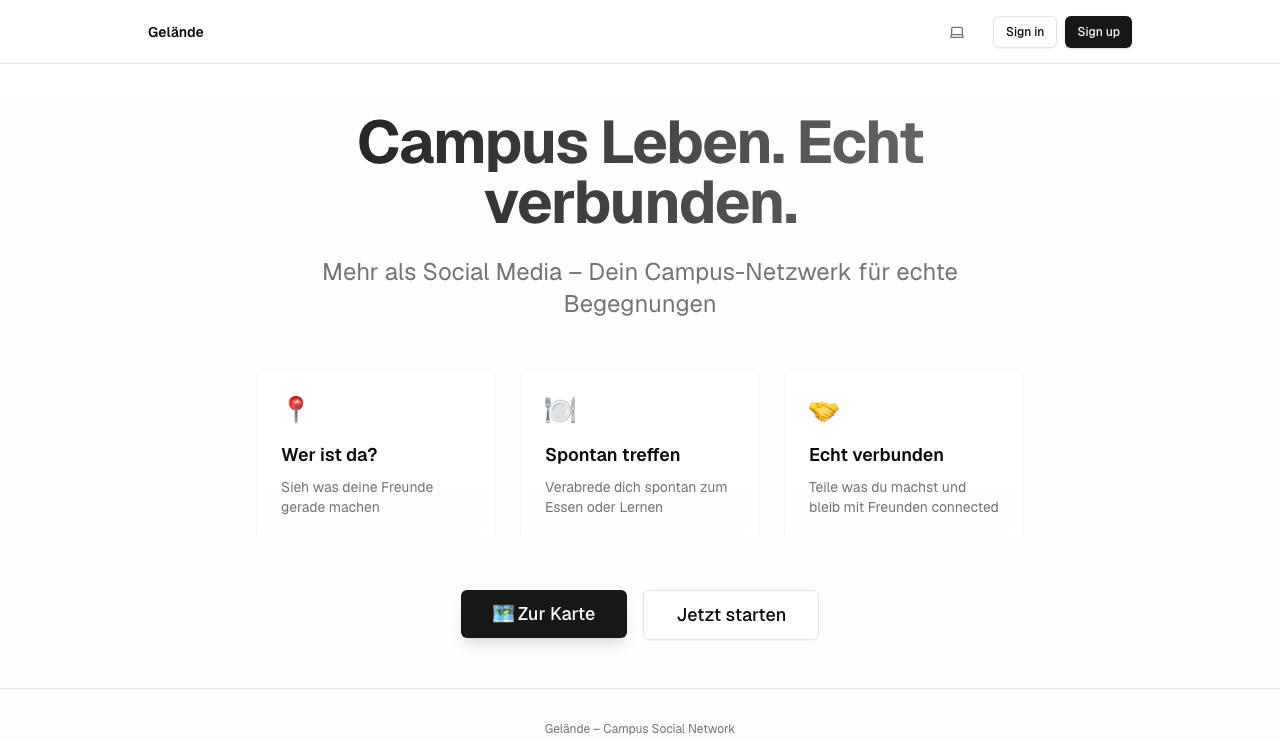 Gelände
Sign in
Sign up
Campus Leben. Echt
verbunden.
Mehr als Social Media – Dein Campus-Netzwerk für echte
Begegnungen
Wer ist da?
Sieh was deine Freunde
gerade machen
Spontan treffen
Verabrede dich spontan zum
Essen oder Lernen
Echt verbunden
Teile was du machst und
bleib mit Freunden connected
Zur Karte
Jetzt starten
Gelände – Campus Social Network